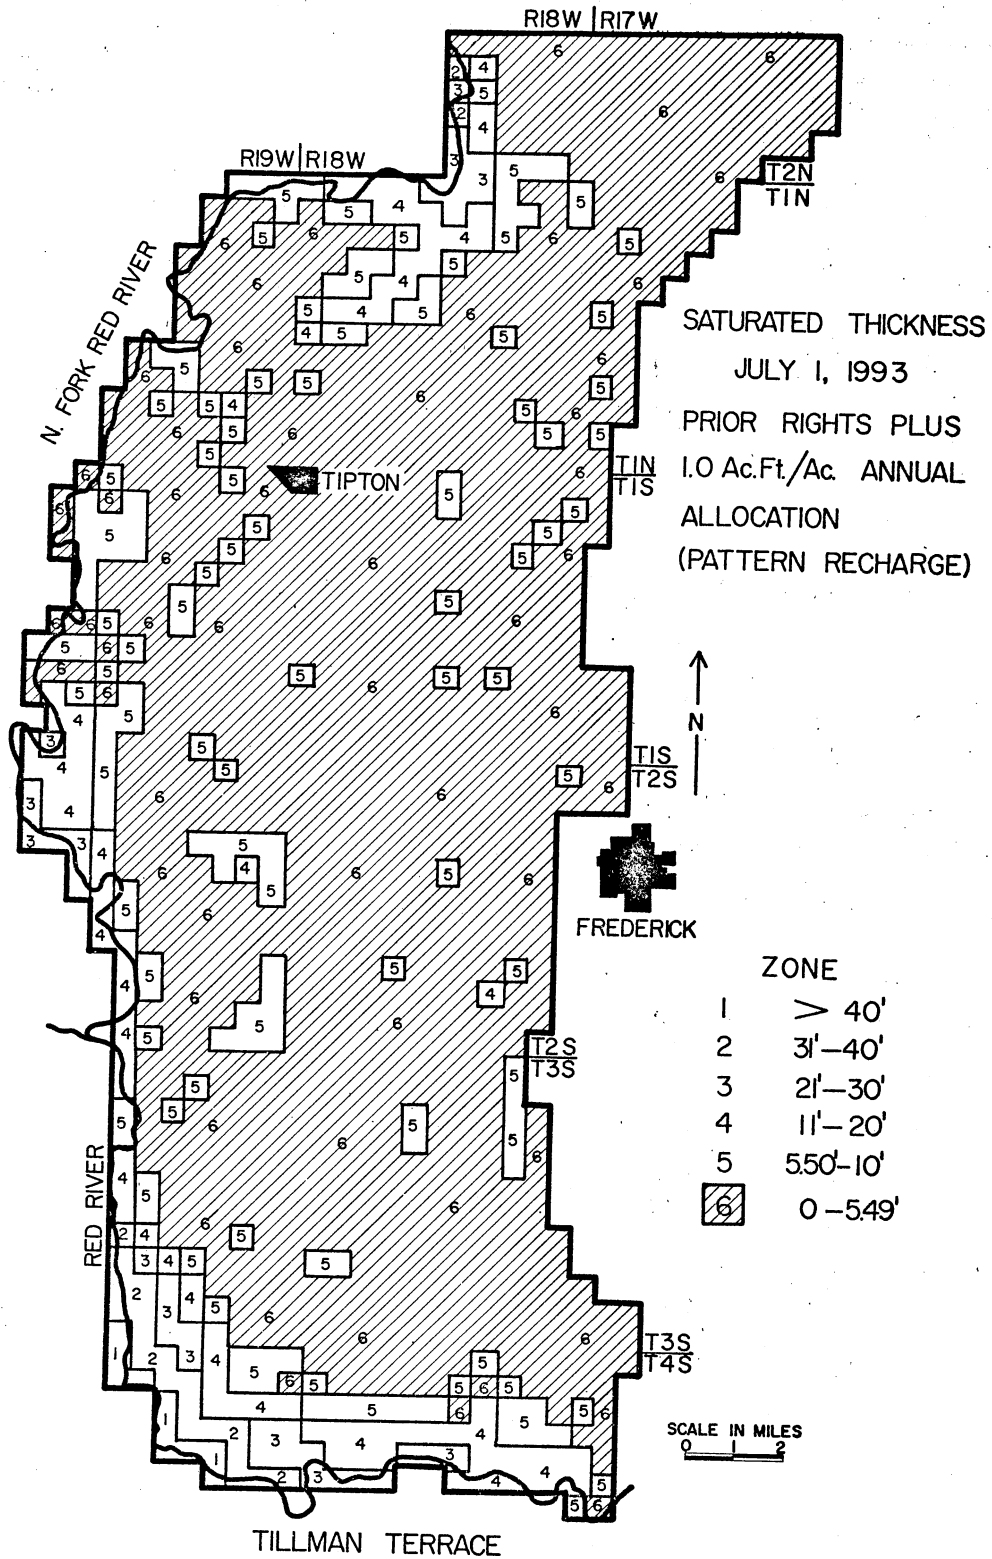 R18W R17W
R19W R18W
T2N
T1N
N. FORK RED RIVER
SATURATED THICKNESS
JULY 1, 1993
PRIOR RIGHTS PLUS
1.0 Ac.Ft./Ac. ANNUAL
ALLOCATION
(PATTERN RECHARGE)
T1N
T1S
TIPTON
N
T1S
T2S
FREDERICK
ZONE
1 > 40'
2 31'-40'
3 21'-30'
4 11'-20'
5 5.50'-10'
6 0-5.49'
T2S
T3S
RED RIVER
T3S
T4S
SCALE IN MILES
0 1 2
TILLMAN TERRACE